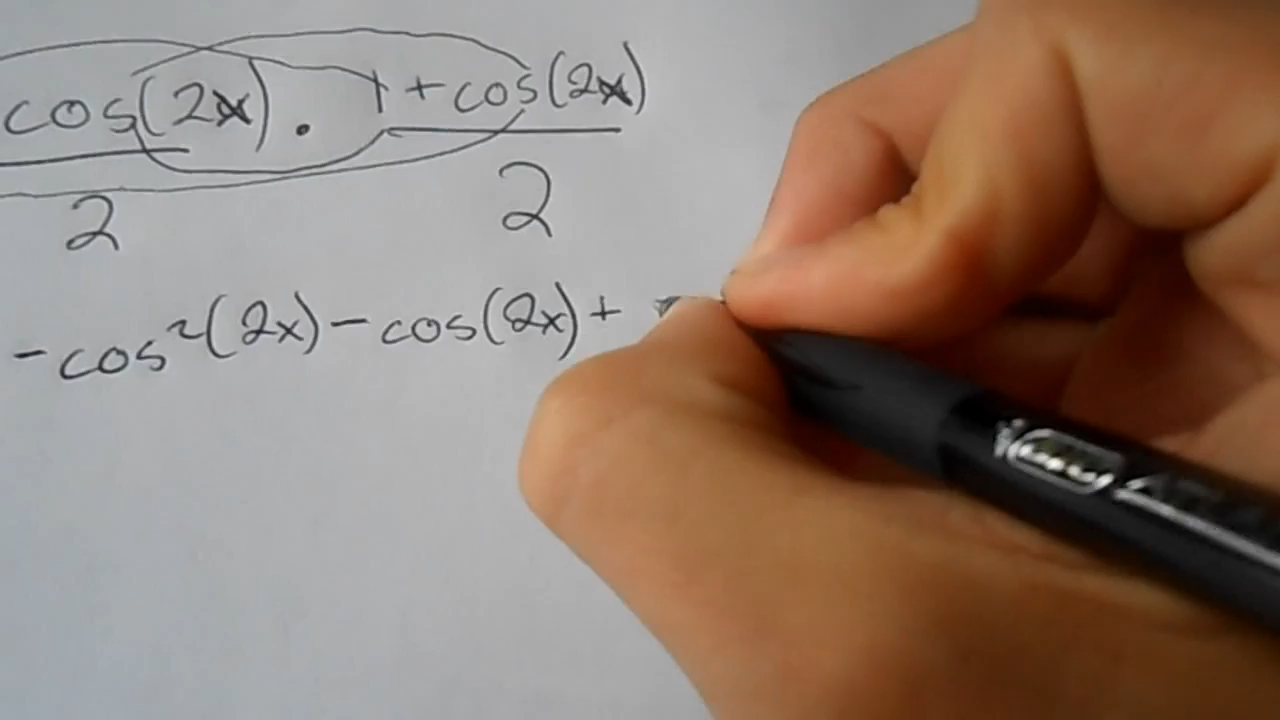 cos(2x) . 1 + cos(2x)
2 2
-cos²(2x) - cos(2x) +